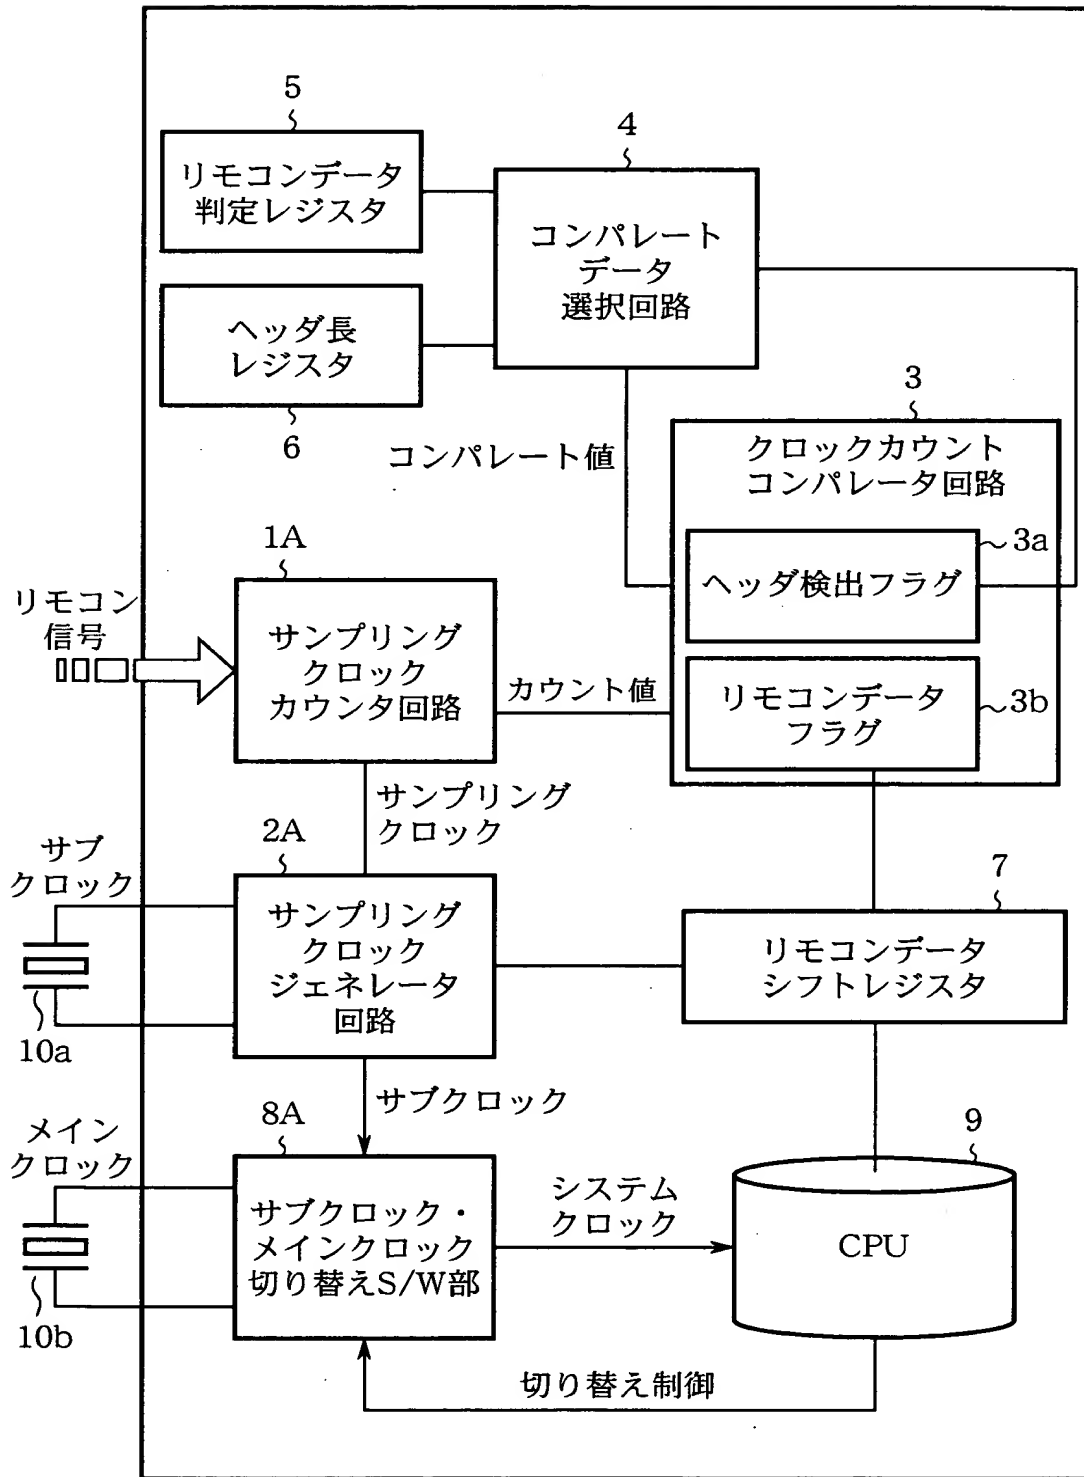 5
リモコンデータ
判定レジスタ
4
コンパレート
データ
選択回路
ヘッダ長
レジスタ
6
コンパレート値
3
クロックカウント
コンパレータ回路
3a
ヘッダ検出フラグ
1A
リモコン
信号
サンプリング
クロック
カウンタ回路
カウント値
リモコンデータ
フラグ
3b
サンプリング
クロック
2A
サブ
クロック
サンプリング
クロック
ジェネレータ
回路
7
リモコンデータ
シフトレジスタ
10a
サブクロック
8A
メイン
クロック
サブクロック・
メインクロック
切り替えS/W部
システム
クロック
9
CPU
10b
切り替え制御